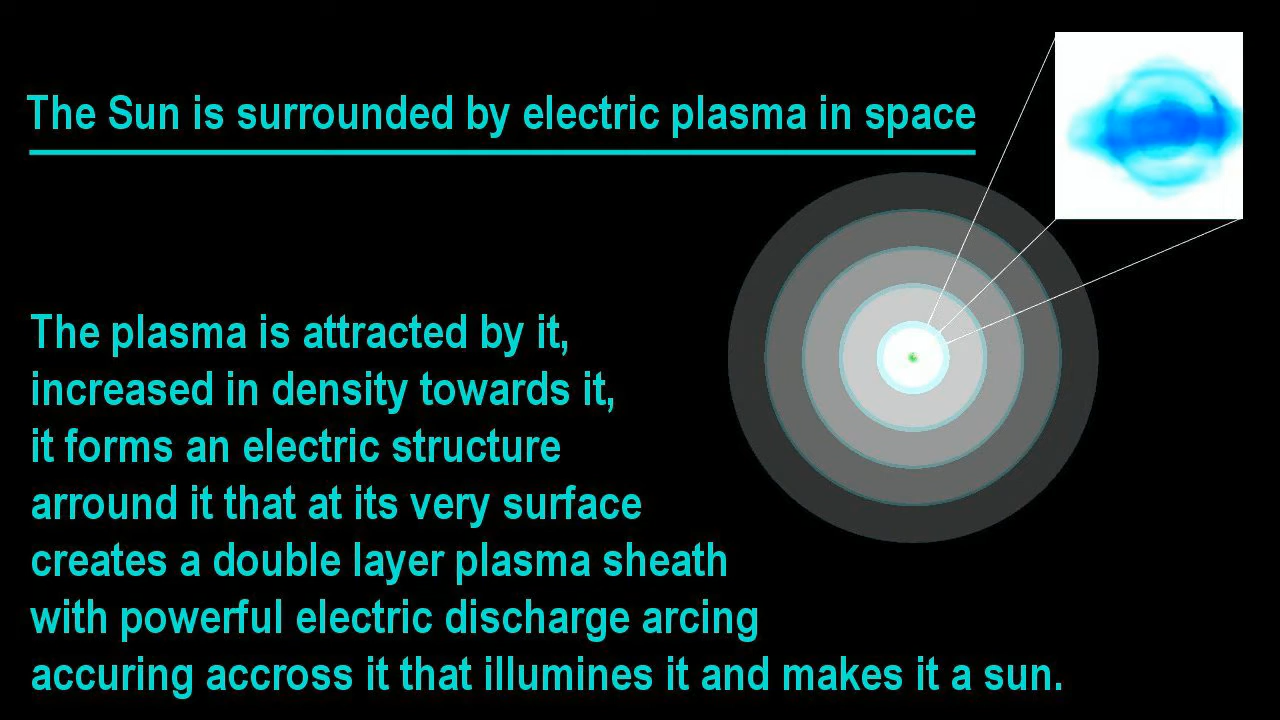 The Sun is surrounded by electric plasma in space
The plasma is attracted by it,
increased in density towards it,
it forms an electric structure
arround it that at its very surface
creates a double layer plasma sheath
with powerful electric discharge arcing
accuring accross it that illumines it and makes it a sun.